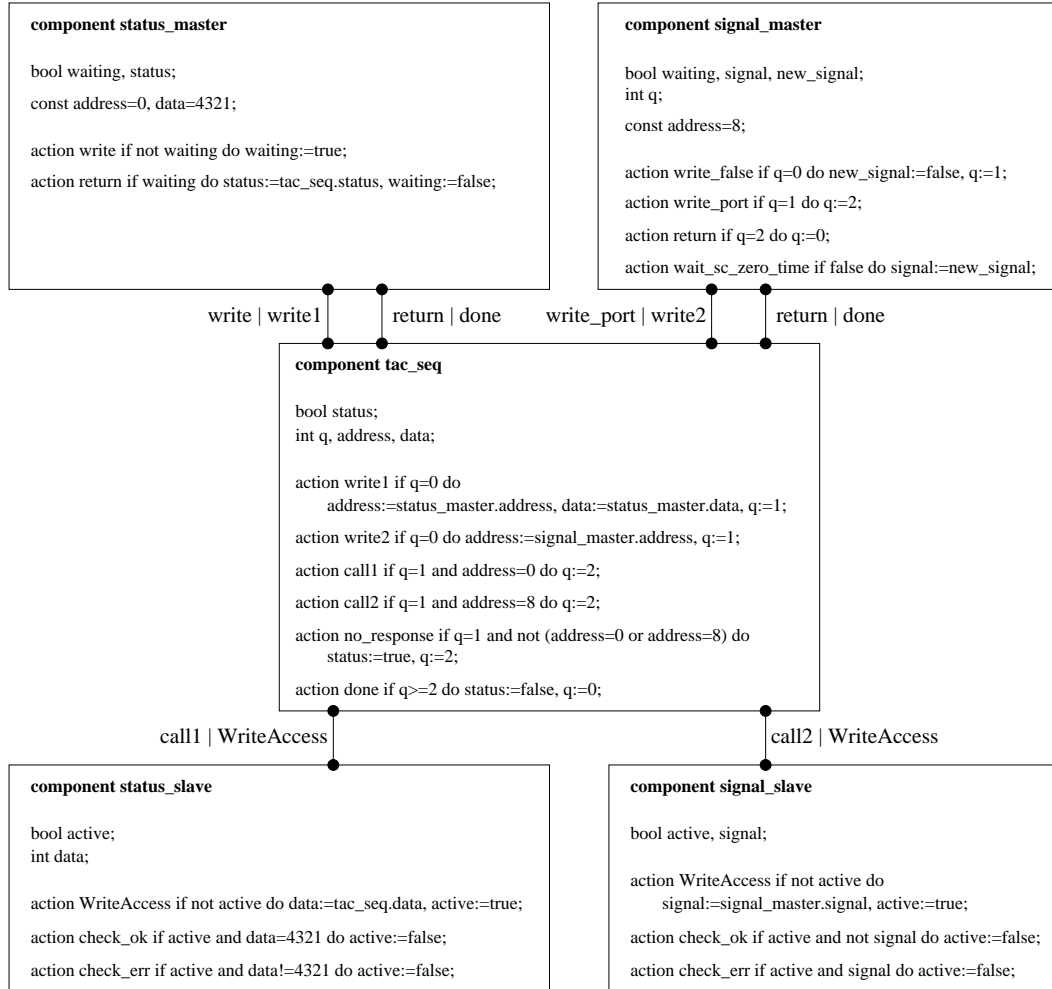 component status_master
bool waiting, status;
const address=0, data=4321;
action write if not waiting do waiting:=true;
action return if waiting do status:=tac_seq.status, waiting:=false;
component signal_master
bool waiting, signal, new_signal;
int q;
const address=8;
action write_false if q=0 do new_signal:=false, q:=1;
action write_port if q=1 do q:=2;
action return if q=2 do q:=0;
action wait_sc_zero_time if false do signal:=new_signal;
write | write1
return | done
write_port | write2
return | done
component tac_seq
bool status;
int q, address, data;
action write1 if q=0 do
address:=status_master.address, data:=status_master.data, q:=1;
action write2 if q=0 do address:=signal_master.address, q:=1;
action call1 if q=1 and address=0 do q:=2;
action call2 if q=1 and address=8 do q:=2;
action no_response if q=1 and not (address=0 or address=8) do
status:=true, q:=2;
action done if q>=2 do status:=false, q:=0;
call1 | WriteAccess
call2 | WriteAccess
component status_slave
bool active;
int data;
action WriteAccess if not active do data:=tac_seq.data, active:=true;
action check_ok if active and data=4321 do active:=false;
action check_err if active and data!=4321 do active:=false;
component signal_slave
bool active, signal;
action WriteAccess if not active do
signal:=signal_master.signal, active:=true;
action check_ok if active and not signal do active:=false;
action check_err if active and signal do active:=false;